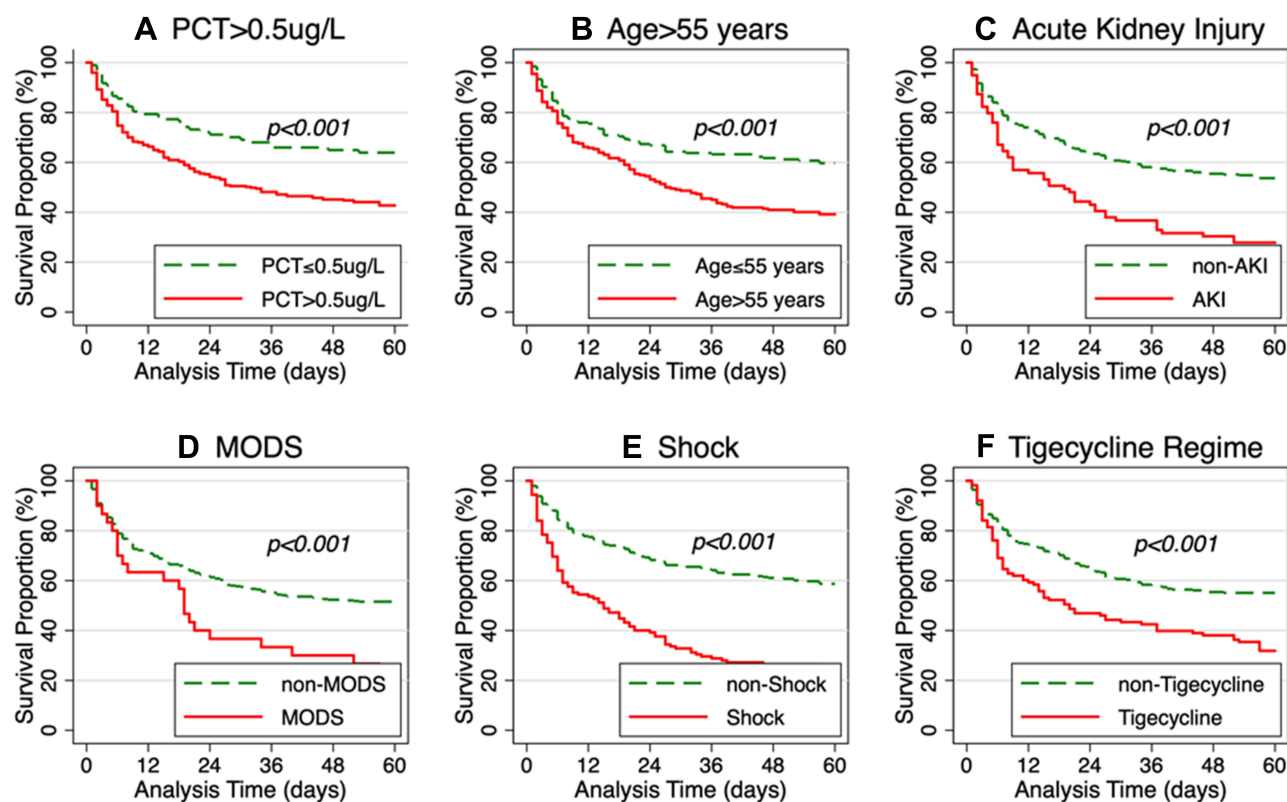 A PCT>0.5ug/L
Survival Proportion (%)
100
80
60
40
20
0
p<0.001
PCT≤0.5ug/L
PCT>0.5ug/L
0 12 24 36 48 60
Analysis Time (days)
B Age>55 years
Survival Proportion (%)
100
80
60
40
20
0
p<0.001
Age≤55 years
Age>55 years
0 12 24 36 48 60
Analysis Time (days)
C Acute Kidney Injury
Survival Proportion (%)
100
80
60
40
20
0
p<0.001
non-AKI
AKI
0 12 24 36 48 60
Analysis Time (days)
D MODS
Survival Proportion (%)
100
80
60
40
20
0
p<0.001
non-MODS
MODS
0 12 24 36 48 60
Analysis Time (days)
E Shock
Survival Proportion (%)
100
80
60
40
20
0
p<0.001
non-Shock
Shock
0 12 24 36 48 60
Analysis Time (days)
F Tigecycline Regime
Survival Proportion (%)
100
80
60
40
20
0
p<0.001
non-Tigecycline
Tigecycline
0 12 24 36 48 60
Analysis Time (days)